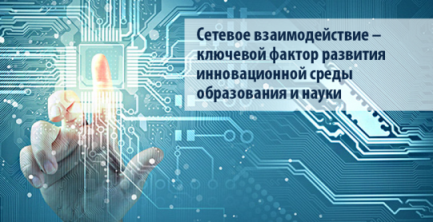 Сетевое взаимодействие –
ключевой фактор развития
инновационной среды
образования и науки